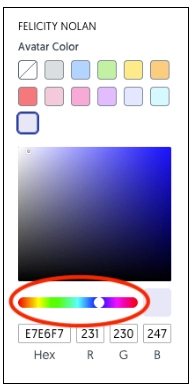 FELICITY NOLAN
Avatar Color
E7E6F7 231 230 247
Hex R G B